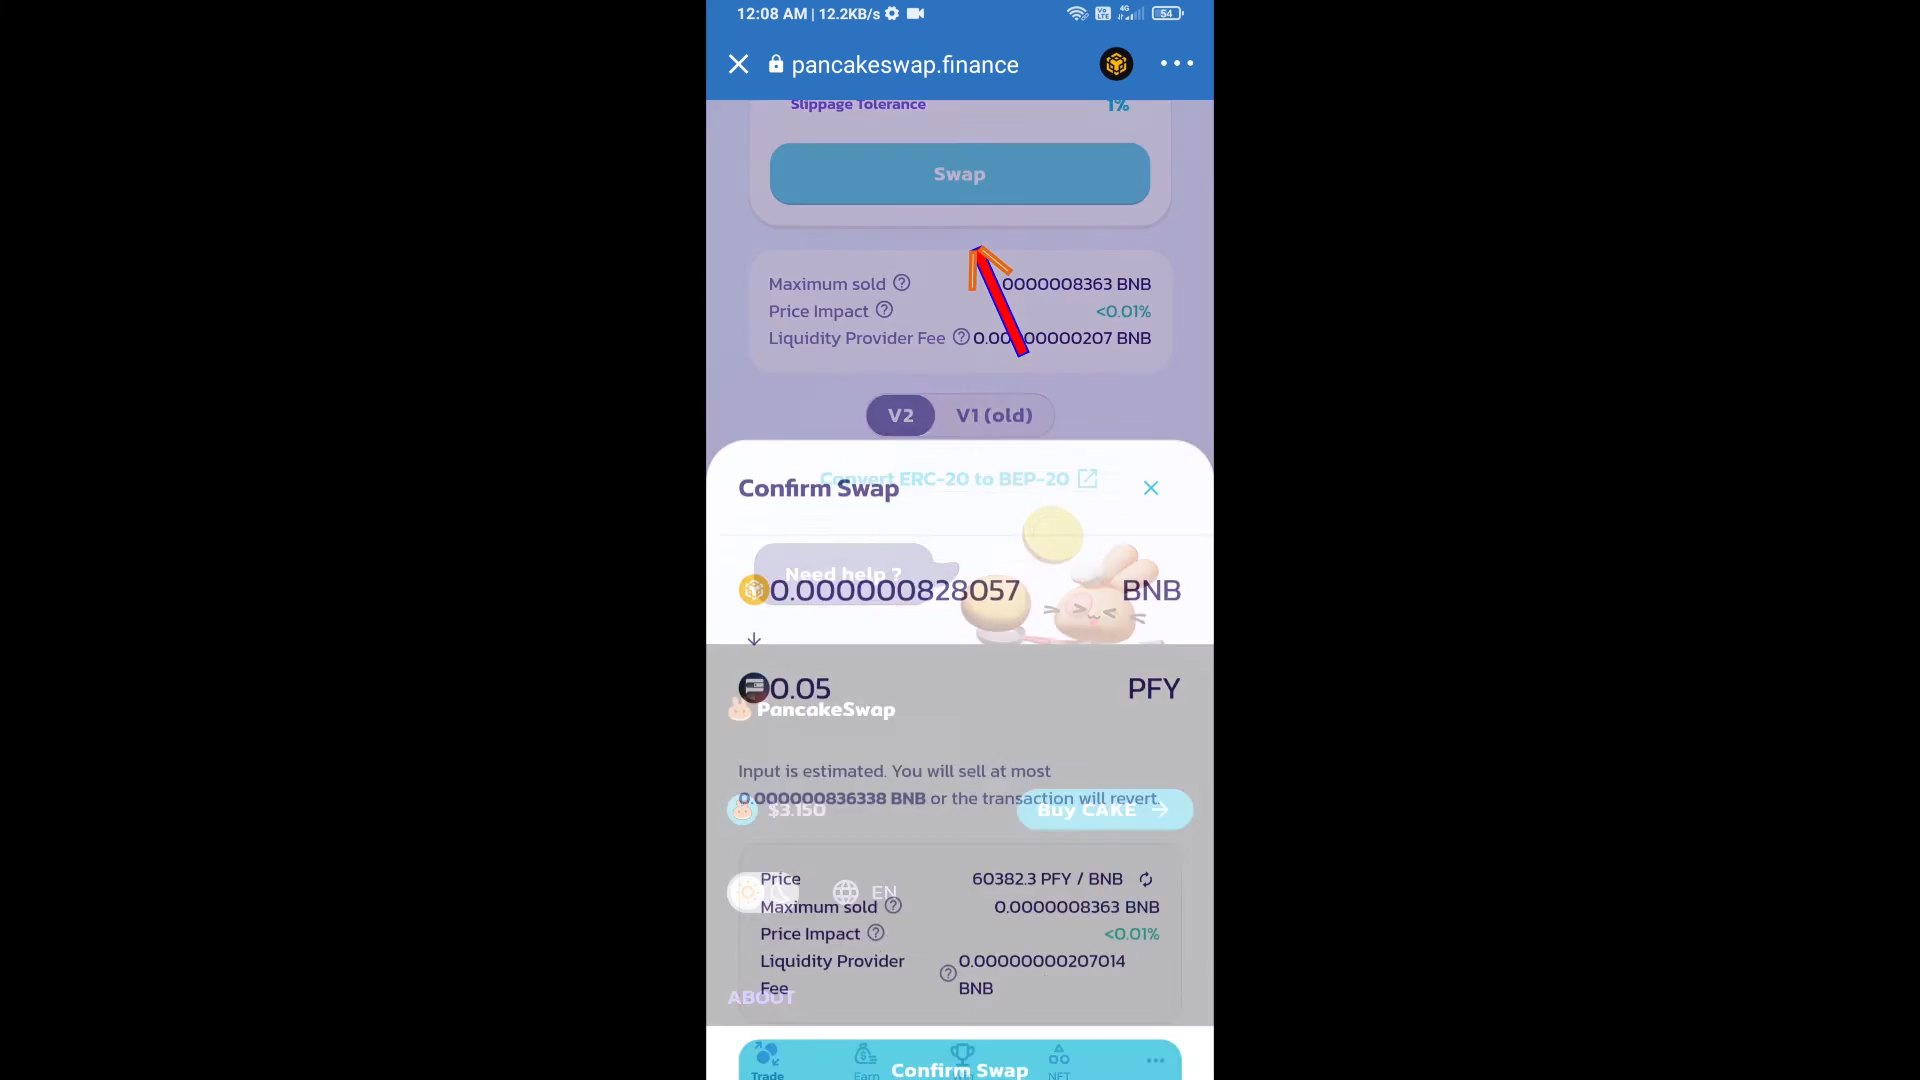 12:08 AM | 12.2KB/s
Vo LTE
4G
54
pancakeswap.finance
Slippage Tolerance 1%
Swap
Maximum sold 0000008363 BNB
Price Impact <0.01%
Liquidity Provider Fee 0.00 00000207 BNB
V2 V1 (old)
Convert ERC-20 to BEP-20
Confirm Swap
Need help ?
0.000000828057 BNB
0.05 PFY
PancakeSwap
Input is estimated. You will sell at most
0.000000836338 BNB or the transaction will revert.
$3.150 Buy CAKE
Price 60382.3 PFY / BNB
EN
Maximum sold 0.0000008363 BNB
Price Impact <0.01%
Liquidity Provider 0.00000000207014
Fee BNB
ABOUT
Confirm Swap
Trade Earn NFT